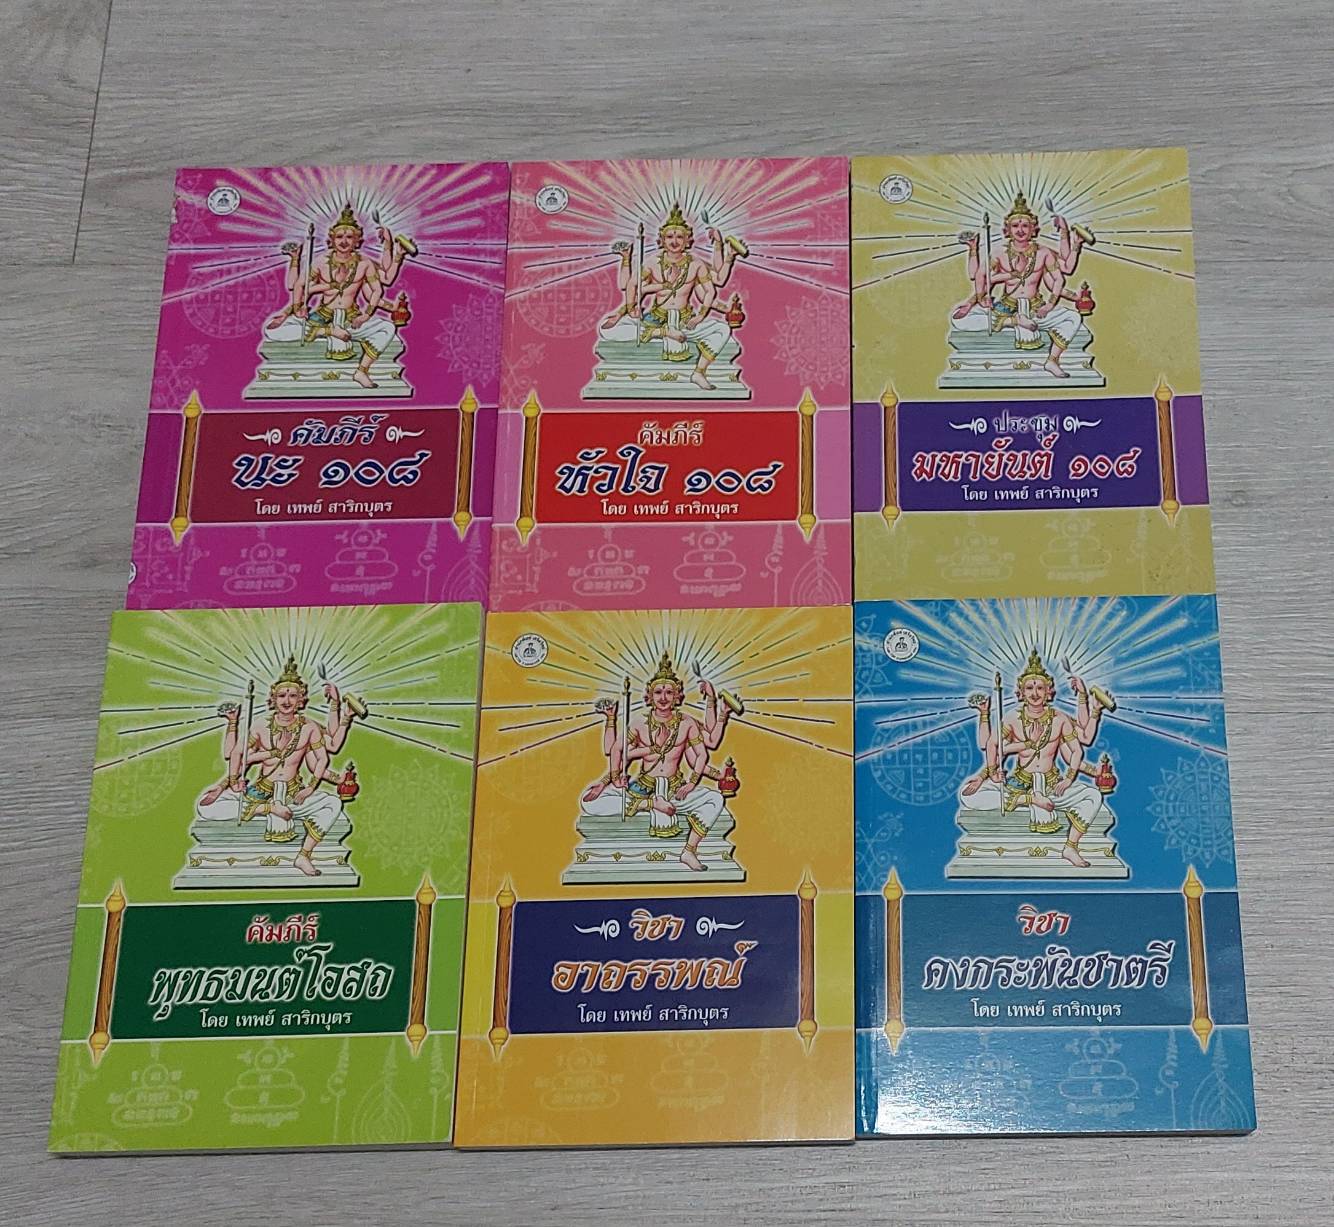 คัมภีร์
นะ ๑๐๘
โดย เทพย์ สาริกบุตร
คัมภีร์
หัวใจ ๑๐๘
โดย เทพย์ สาริกบุตร
ประชุม
มหายันต์ ๑๐๘
โดย เทพย์ สาริกบุตร
คัมภีร์
พุทธมนต์โอสถ
โดย เทพย์ สาริกบุตร
วิชา
อาถรรพณ์
โดย เทพย์ สาริกบุตร
วิชา
คงกระพันชาตรี
โดย เทพย์ สาริกบุตร